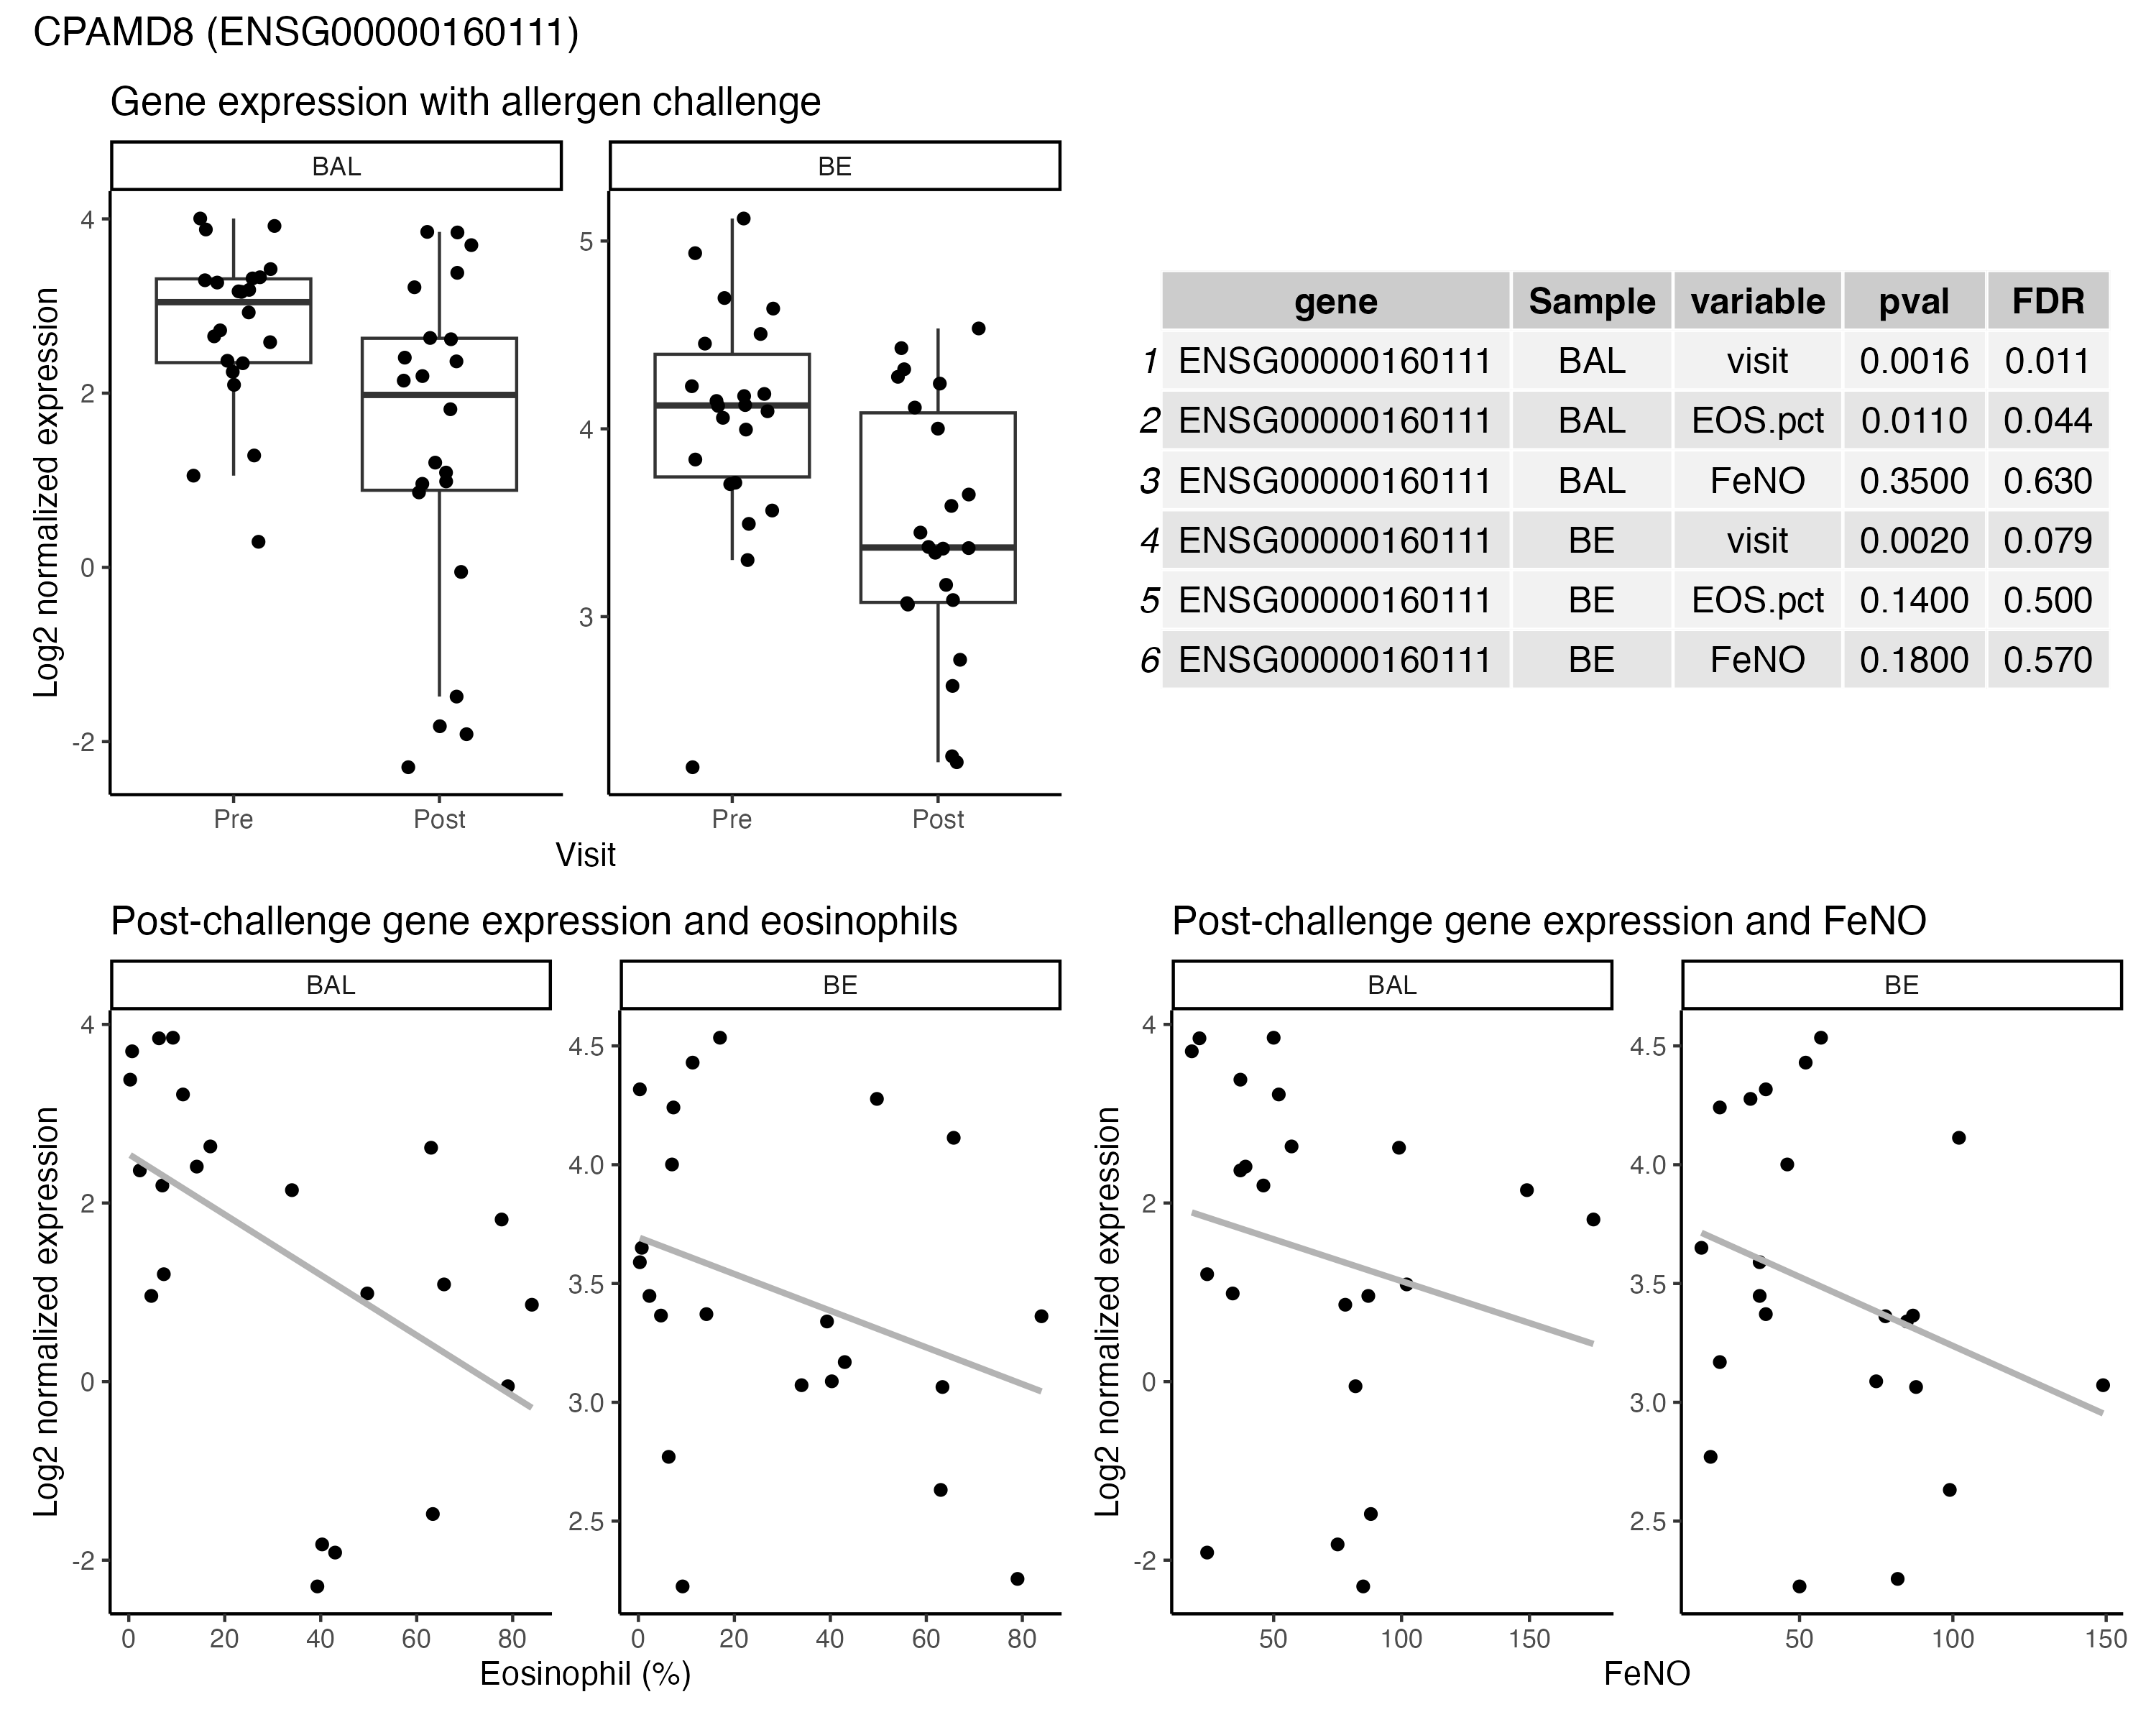 CPAMD8 (ENSG00000160111)
Gene expression with allergen challenge
BAL BE
Log2 normalized expression
4
2
0
-2
5
4
3
Pre Post Pre Post
Visit
gene Sample variable pval FDR
1 ENSG00000160111 BAL visit 0.0016 0.011
2 ENSG00000160111 BAL EOS.pct 0.0110 0.044
3 ENSG00000160111 BAL FeNO 0.3500 0.630
4 ENSG00000160111 BE visit 0.0020 0.079
5 ENSG00000160111 BE EOS.pct 0.1400 0.500
6 ENSG00000160111 BE FeNO 0.1800 0.570
Post-challenge gene expression and eosinophils
BAL BE
Log2 normalized expression
4
2
0
-2
4.5
4.0
3.5
3.0
2.5
0 20 40 60 80 0 20 40 60 80
Eosinophil (%)
Post-challenge gene expression and FeNO
BAL BE
Log2 normalized expression
4
2
0
-2
4.5
4.0
3.5
3.0
2.5
50 100 150 50 100 150
FeNO